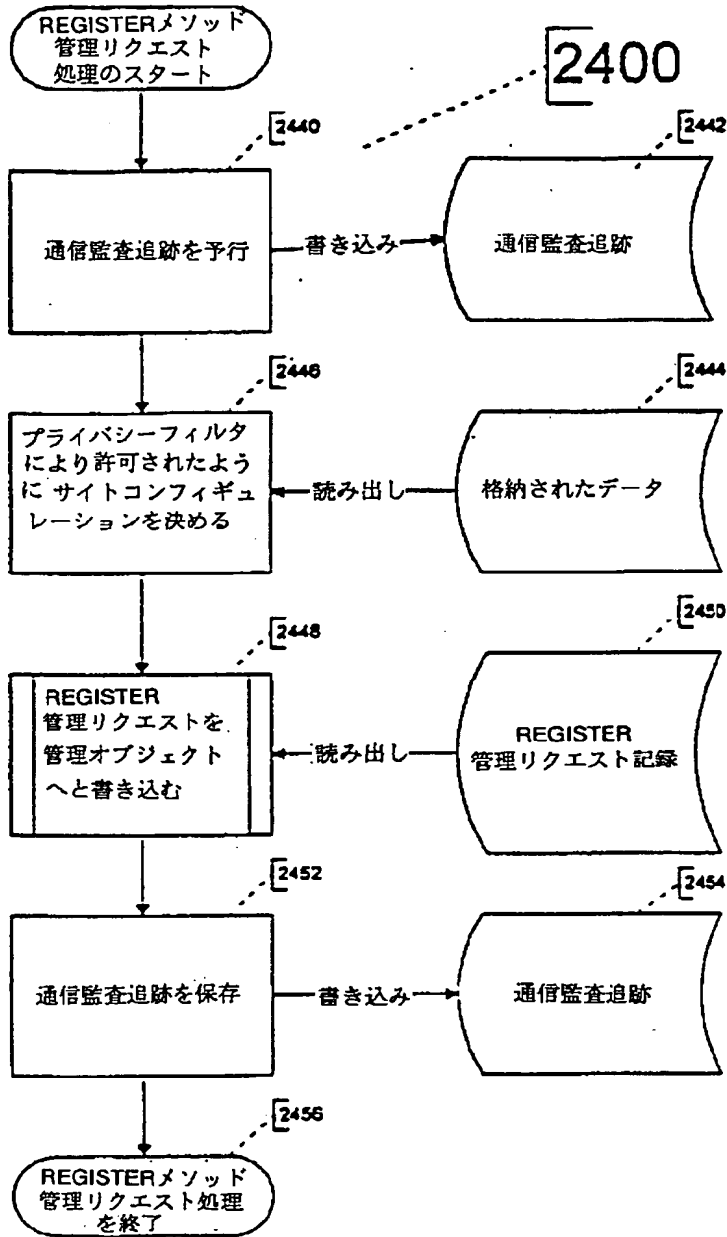 REGISTERメソッド
管理リクエスト
処理のスタート
2400
2440
2442
通信監査追跡を予行
書き込み
通信監査追跡
2446
2444
プライバシーフィルタ
により許可されたよう
に サイトコンフィギュ
レーションを決める
読み出し
格納されたデータ
2448
2450
REGISTER
管理リクエストを
管理オブジェクト
へと書き込む
読み出し
REGISTER
管理リクエスト記録
2452
2454
通信監査追跡を保存
書き込み
通信監査追跡
2456
REGISTERメソッド
管理リクエスト処理
を終了